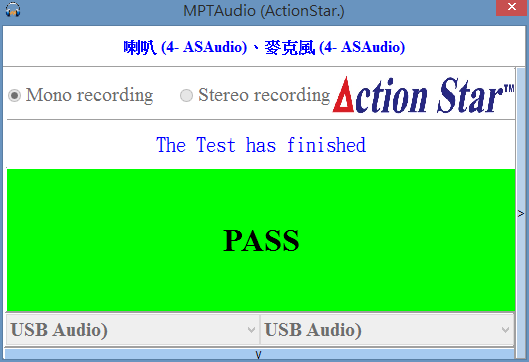 MPTAudio (ActionStar.)
喇叭 (4- ASAudio)、麥克風 (4- ASAudio)
Mono recording Stereo recording Action Star™
The Test has finished
PASS
>
USB Audio) USB Audio)
v